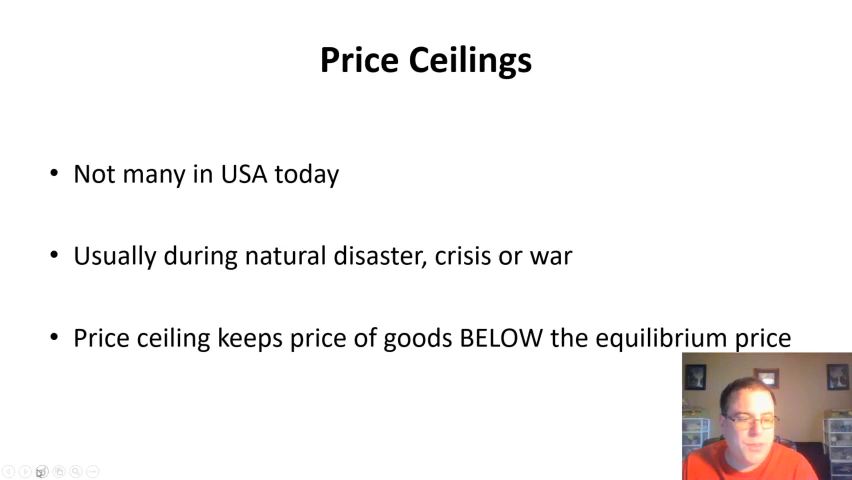 Price Ceilings
• Not many in USA today
• Usually during natural disaster, crisis or war
• Price ceiling keeps price of goods BELOW the equilibrium price